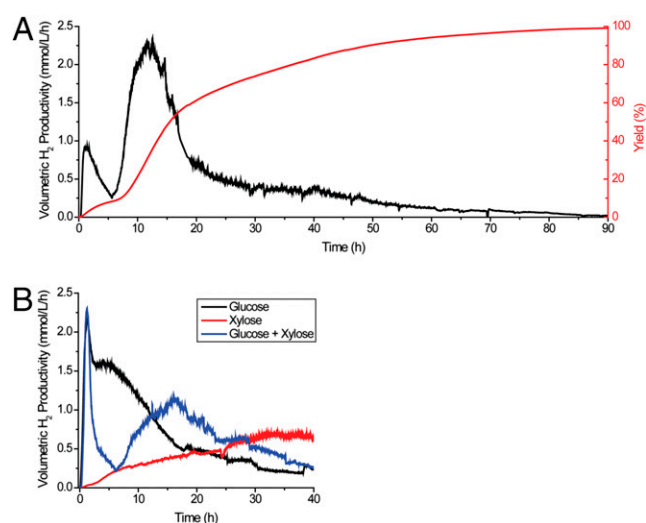 A
Volumetric H2 Productivity (mmol/L/h)
2.5
2.0
1.5
1.0
0.5
0.0
100
80
60
40
20
0
Yield (%)
0 10 20 30 40 50 60 70 80 90
Time (h)
B
Volumetric H2 Productivity (mmol/L/h)
2.5
2.0
1.5
1.0
0.5
0.0
Glucose
Xylose
Glucose + Xylose
0 10 20 30 40
Time (h)